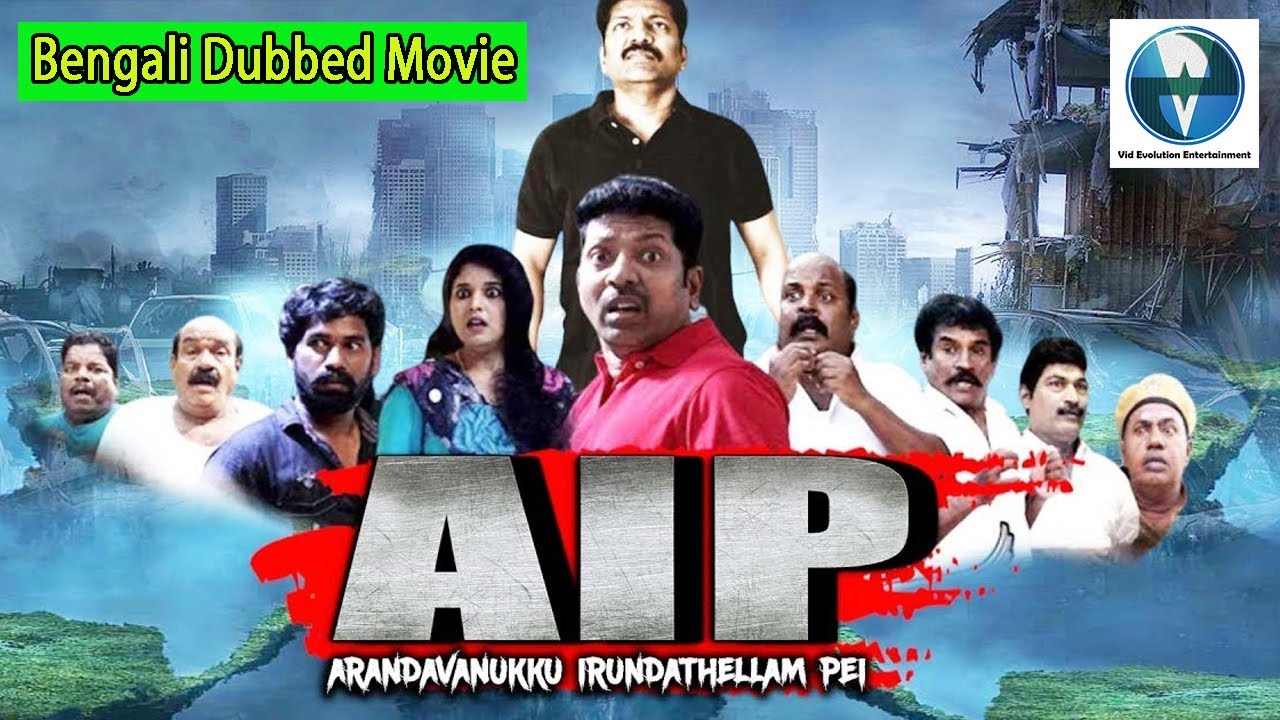 Bengali Dubbed Movie
Vid Evolution Entertainment
AIP
ARANDAVANUKKU IRUNDATHELLAM PEI